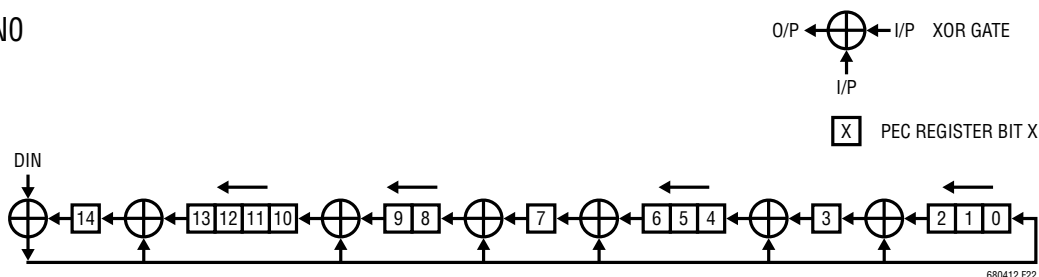 N0
O/P I/P XOR GATE
I/P
X PEC REGISTER BIT X
DIN
14 13 12 11 10 9 8 7 6 5 4 3 2 1 0
680412 F22